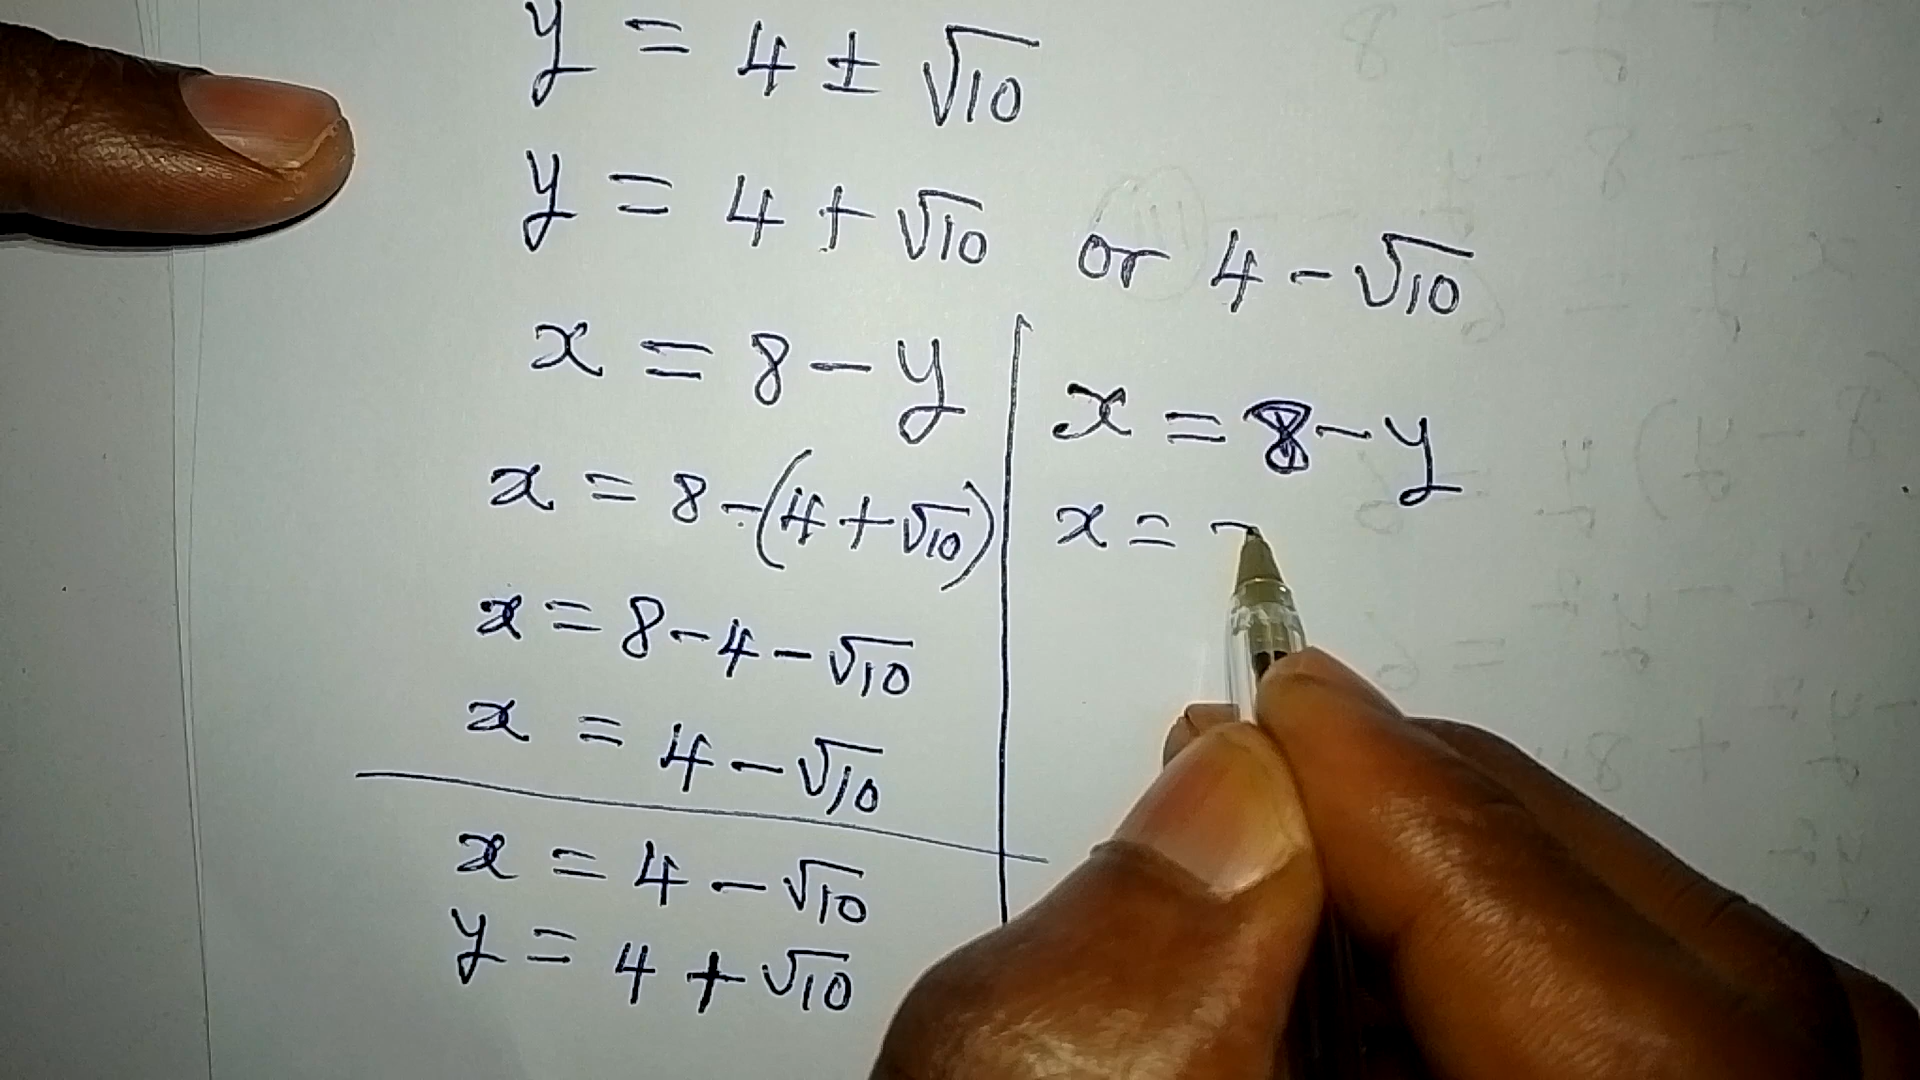 y = 4 ± √10
y = 4 + √10 or 4 - √10
x = 8 - y
x = 8 - (4 + √10)
x = 8 - 4 - √10
x = 4 - √10
x = 4 - √10
y = 4 + √10
x = 8 - y
x =